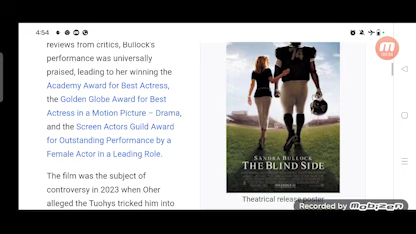 4:54
reviews from critics, Bullock's
performance was universally
praised, leading to her winning the
Academy Award for Best Actress,
the Golden Globe Award for Best
Actress in a Motion Picture – Drama,
and the Screen Actors Guild Award
for Outstanding Performance by a
Female Actor in a Leading Role.
The film was the subject of
controversy in 2023 when Oher
alleged the Tuohys tricked him into
74
SANDRA BULLOCK
THE BLIND SIDE
Theatrical release poster
Recorded by MOBIZEN